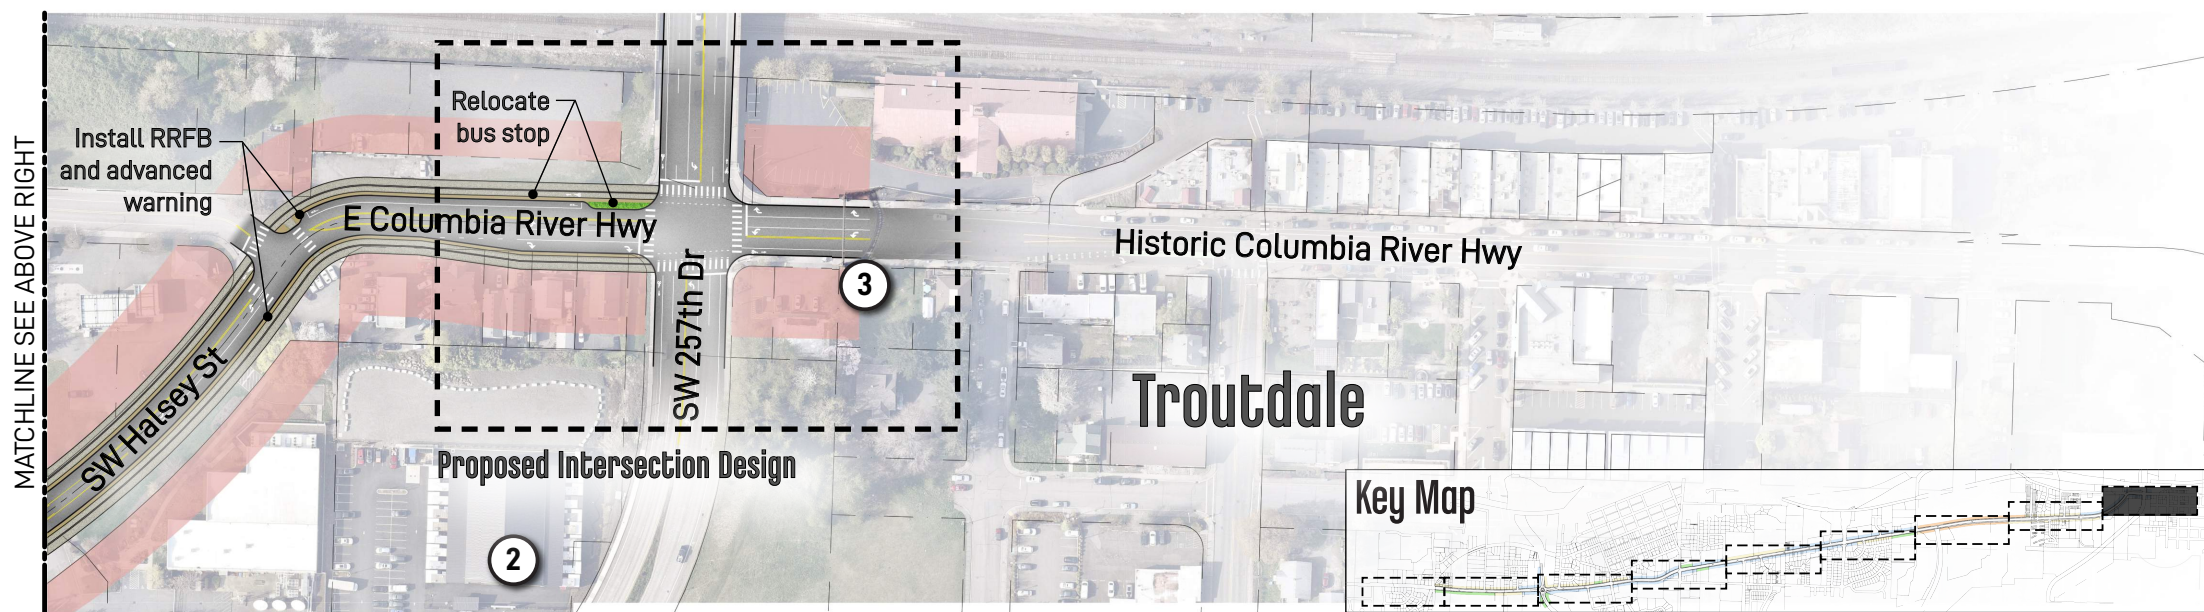 MATCHLINE SEE ABOVE RIGHT
Install RRFB
and advanced
warning
Relocate
bus stop
E Columbia River Hwy
SW Halsey St
SW 257th Dr
Historic Columbia River Hwy
3
Troutdale
Proposed Intersection Design
2
Key Map